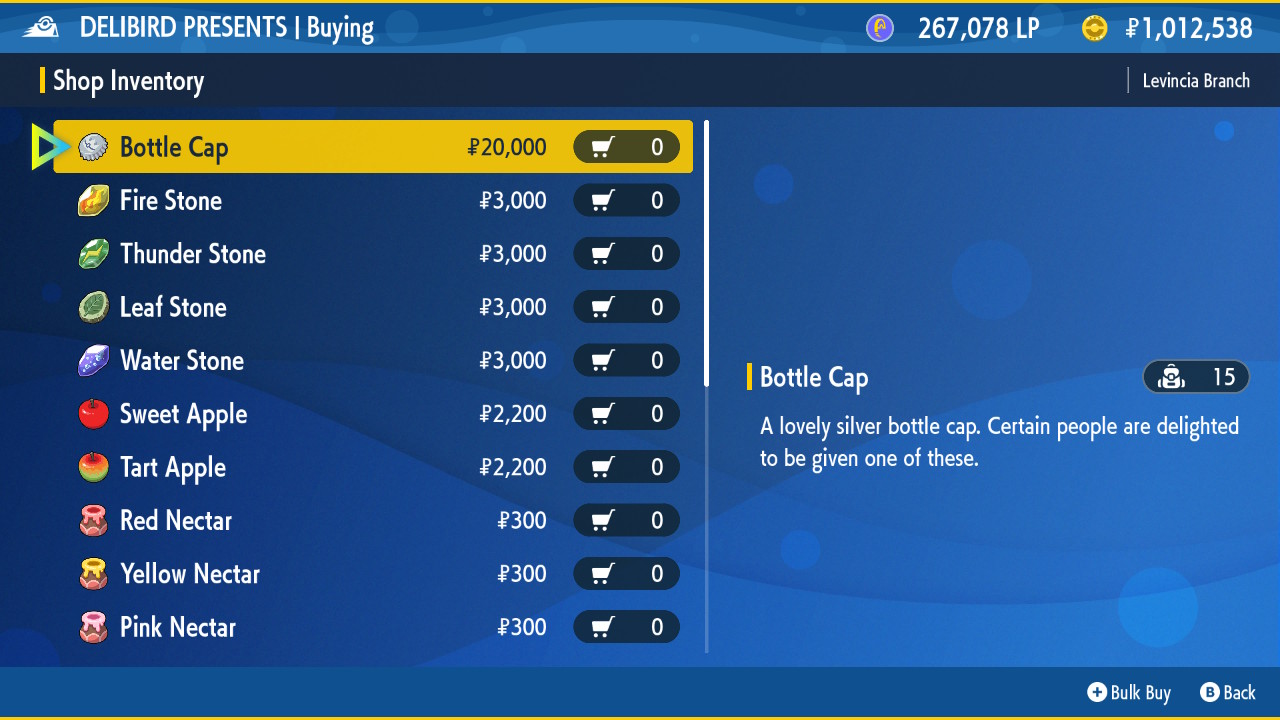 DELIBIRD PRESENTS | Buying
267,078 LP
₽1,012,538
Shop Inventory
Levincia Branch
Bottle Cap ₽20,000 0
Fire Stone ₽3,000 0
Thunder Stone ₽3,000 0
Leaf Stone ₽3,000 0
Water Stone ₽3,000 0
Sweet Apple ₽2,200 0
Tart Apple ₽2,200 0
Red Nectar ₽300 0
Yellow Nectar ₽300 0
Pink Nectar ₽300 0
Bottle Cap 15
A lovely silver bottle cap. Certain people are delighted
to be given one of these.
+ Bulk Buy
B Back